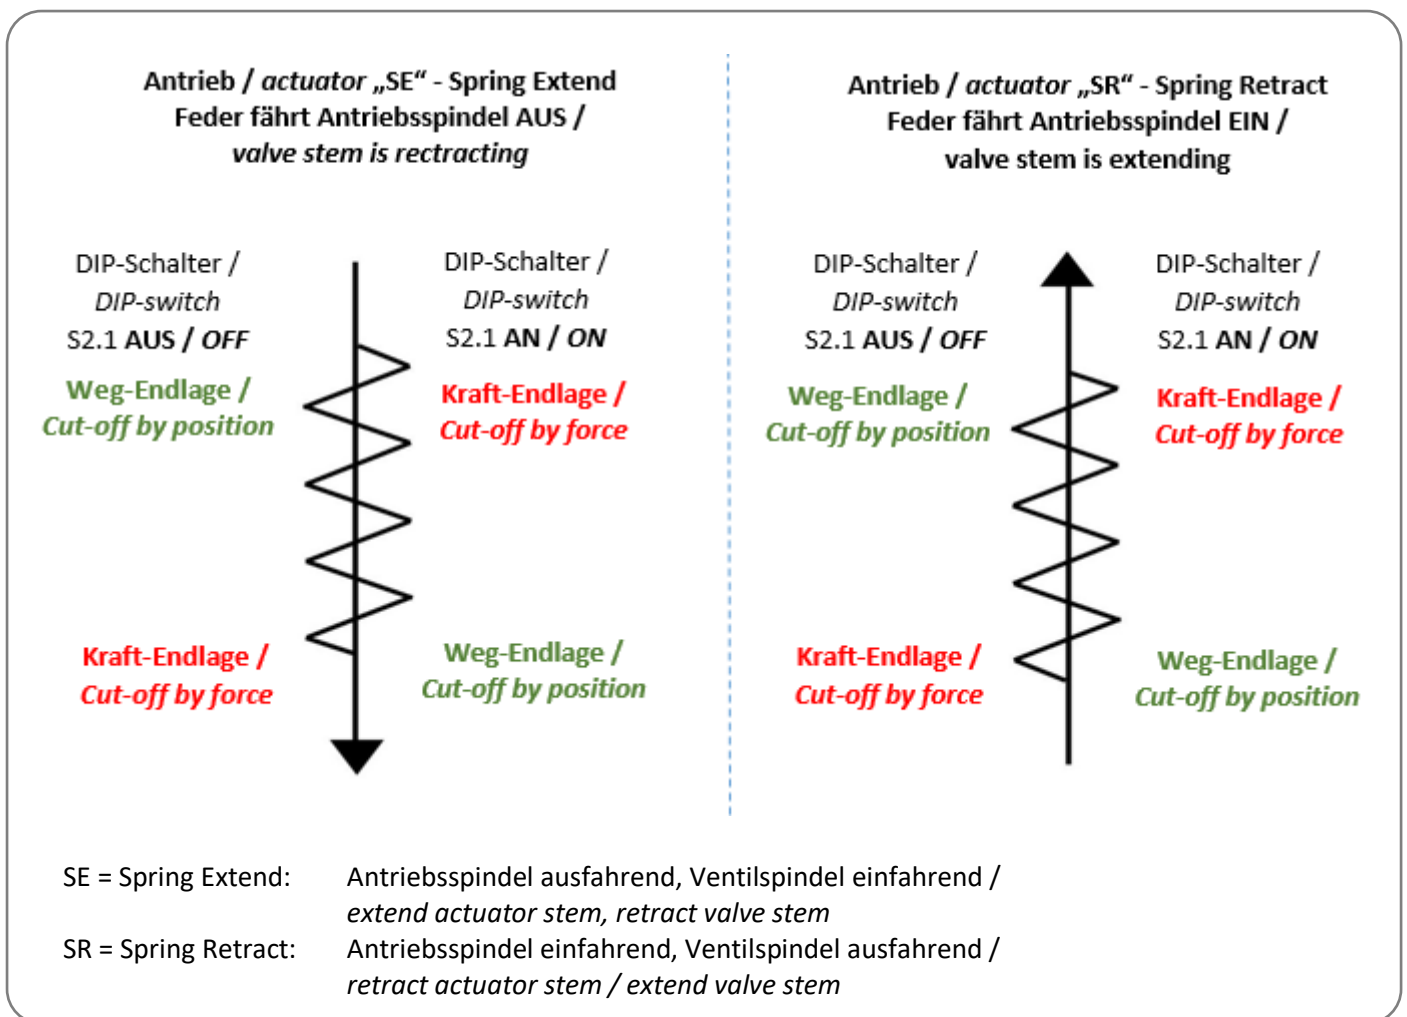 Antrieb / actuator „SE“ - Spring Extend
Feder fährt Antriebsspindel AUS /
valve stem is rectracting
DIP-Schalter /
DIP-switch
S2.1 AUS / OFF
Weg-Endlage /
Cut-off by position
DIP-Schalter /
DIP-switch
S2.1 AN / ON
Kraft-Endlage /
Cut-off by force
Kraft-Endlage /
Cut-off by force
Weg-Endlage /
Cut-off by position
Antrieb / actuator „SR“ - Spring Retract
Feder fährt Antriebsspindel EIN /
valve stem is extending
DIP-Schalter /
DIP-switch
S2.1 AUS / OFF
Weg-Endlage /
Cut-off by position
DIP-Schalter /
DIP-switch
S2.1 AN / ON
Kraft-Endlage /
Cut-off by force
Kraft-Endlage /
Cut-off by force
Weg-Endlage /
Cut-off by position
SE = Spring Extend: Antriebsspindel ausfahrend, Ventilspindel einfahrend /
extend actuator stem, retract valve stem
SR = Spring Retract: Antriebsspindel einfahrend, Ventilspindel ausfahrend /
retract actuator stem / extend valve stem